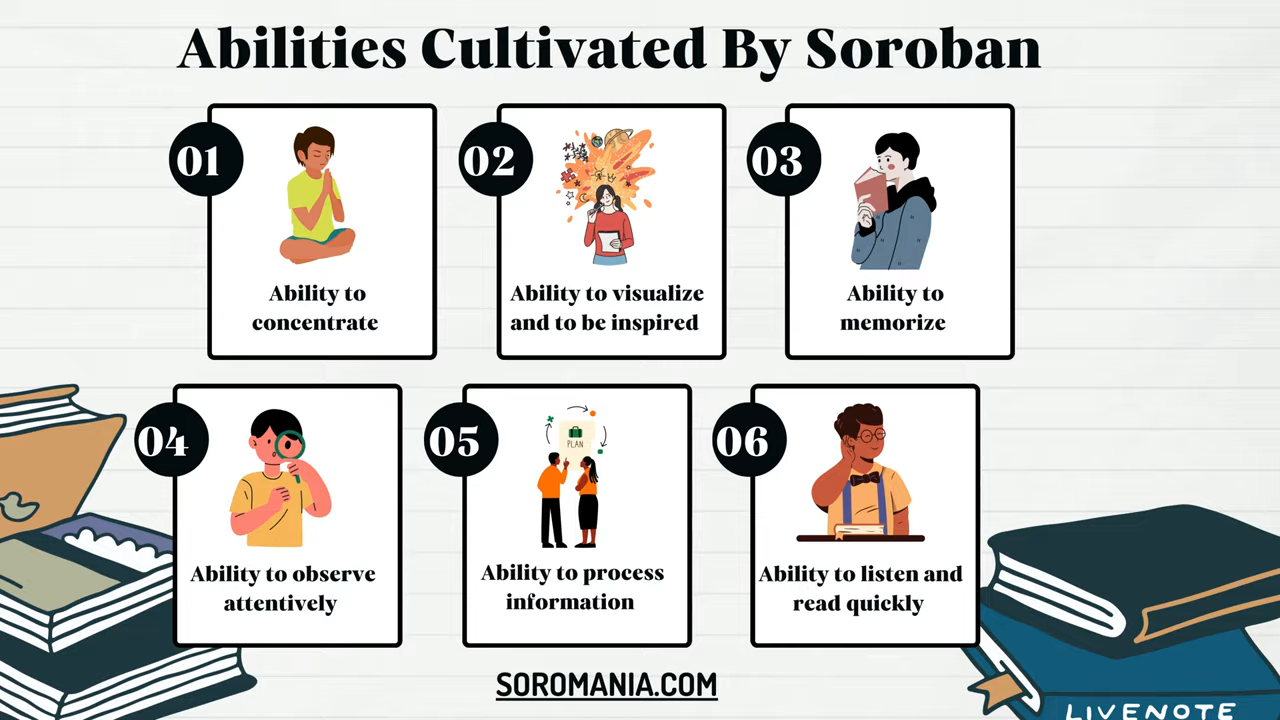 Abilities Cultivated By Soroban
01
Ability to
concentrate
02
Ability to visualize
and to be inspired
03
Ability to
memorize
04
Ability to observe
attentively
05
PLAN
Ability to process
information
06
Ability to listen and
read quickly
SOROMANIA.COM
LIVENOTE